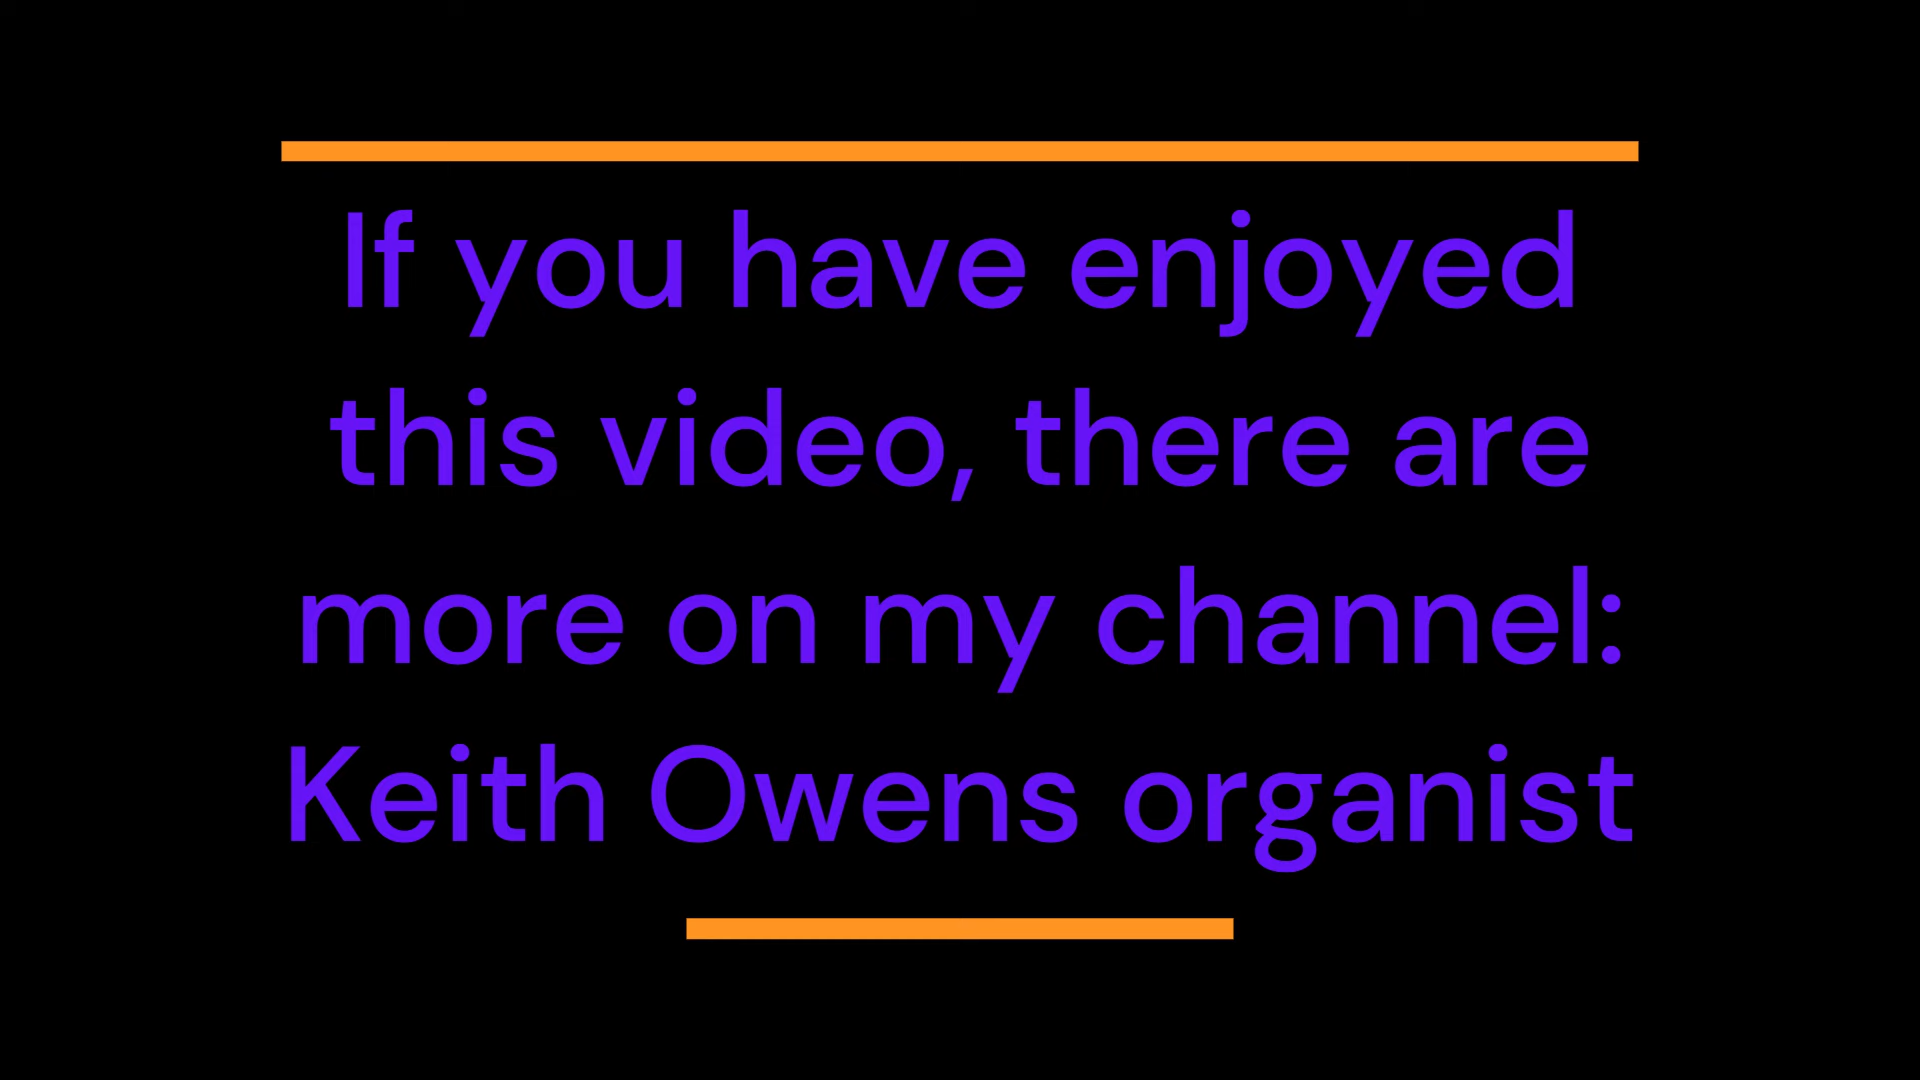 If you have enjoyed
this video, there are
more on my channel:
Keith Owens organist